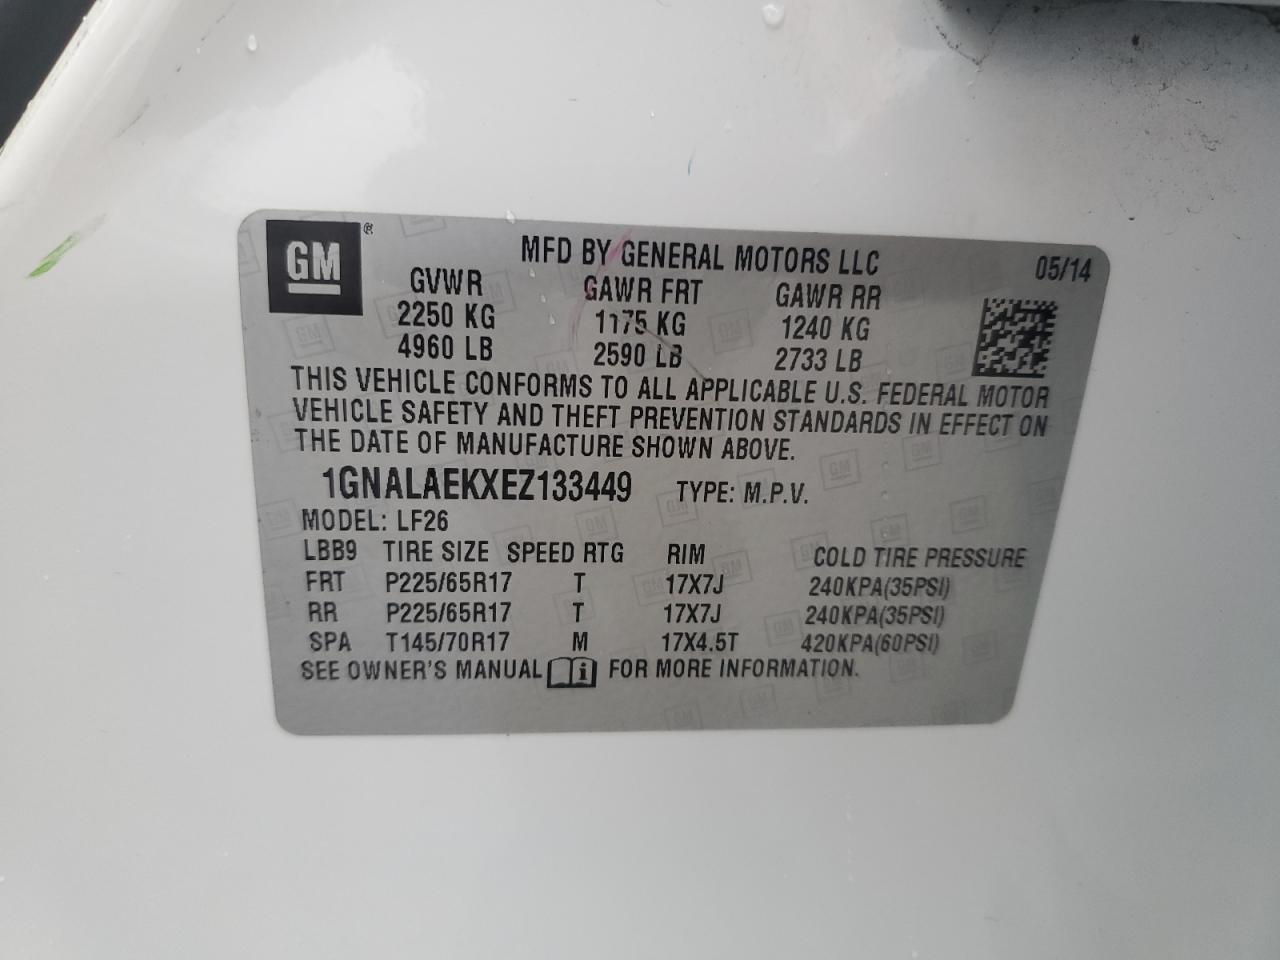 GM®
MFD BY GENERAL MOTORS LLC 05/14
GVWR GAWR FRT GAWR RR
2250 KG 1175 KG 1240 KG
4960 LB 2590 LB 2733 LB
THIS VEHICLE CONFORMS TO ALL APPLICABLE U.S. FEDERAL MOTOR
VEHICLE SAFETY AND THEFT PREVENTION STANDARDS IN EFFECT ON
THE DATE OF MANUFACTURE SHOWN ABOVE.
1GNALAEKXEZ133449 TYPE: M.P.V.
MODEL: LF26
LBB9 TIRE SIZE SPEED RTG RIM COLD TIRE PRESSURE
FRT P225/65R17 T 17X7J 240KPA(35PSI)
RR P225/65R17 T 17X7J 240KPA(35PSI)
SPA T145/70R17 M 17X4.5T 420KPA(60PSI)
SEE OWNER'S MANUAL i FOR MORE INFORMATION.